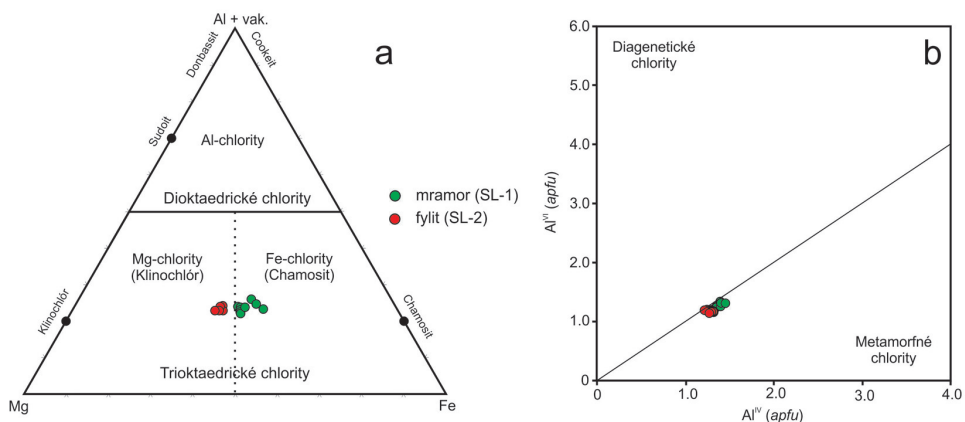 Al + vak.
a
Donbassit
Cookeit
Sudoit
Al-chlority
Dioktaedrické chlority
Mg-chlority
(Klinochlór)
Fe-chlority
(Chamosit)
Klinochlór
Chamosit
Trioktaedrické chlority
Mg
Fe
mramor (SL-1)
fylit (SL-2)
b
6.0
5.0
4.0
3.0
2.0
1.0
0
Al^VI (apfu)
Diagenetické
chlority
Metamorfné
chlority
0
1.0
2.0
3.0
4.0
Al^IV (apfu)